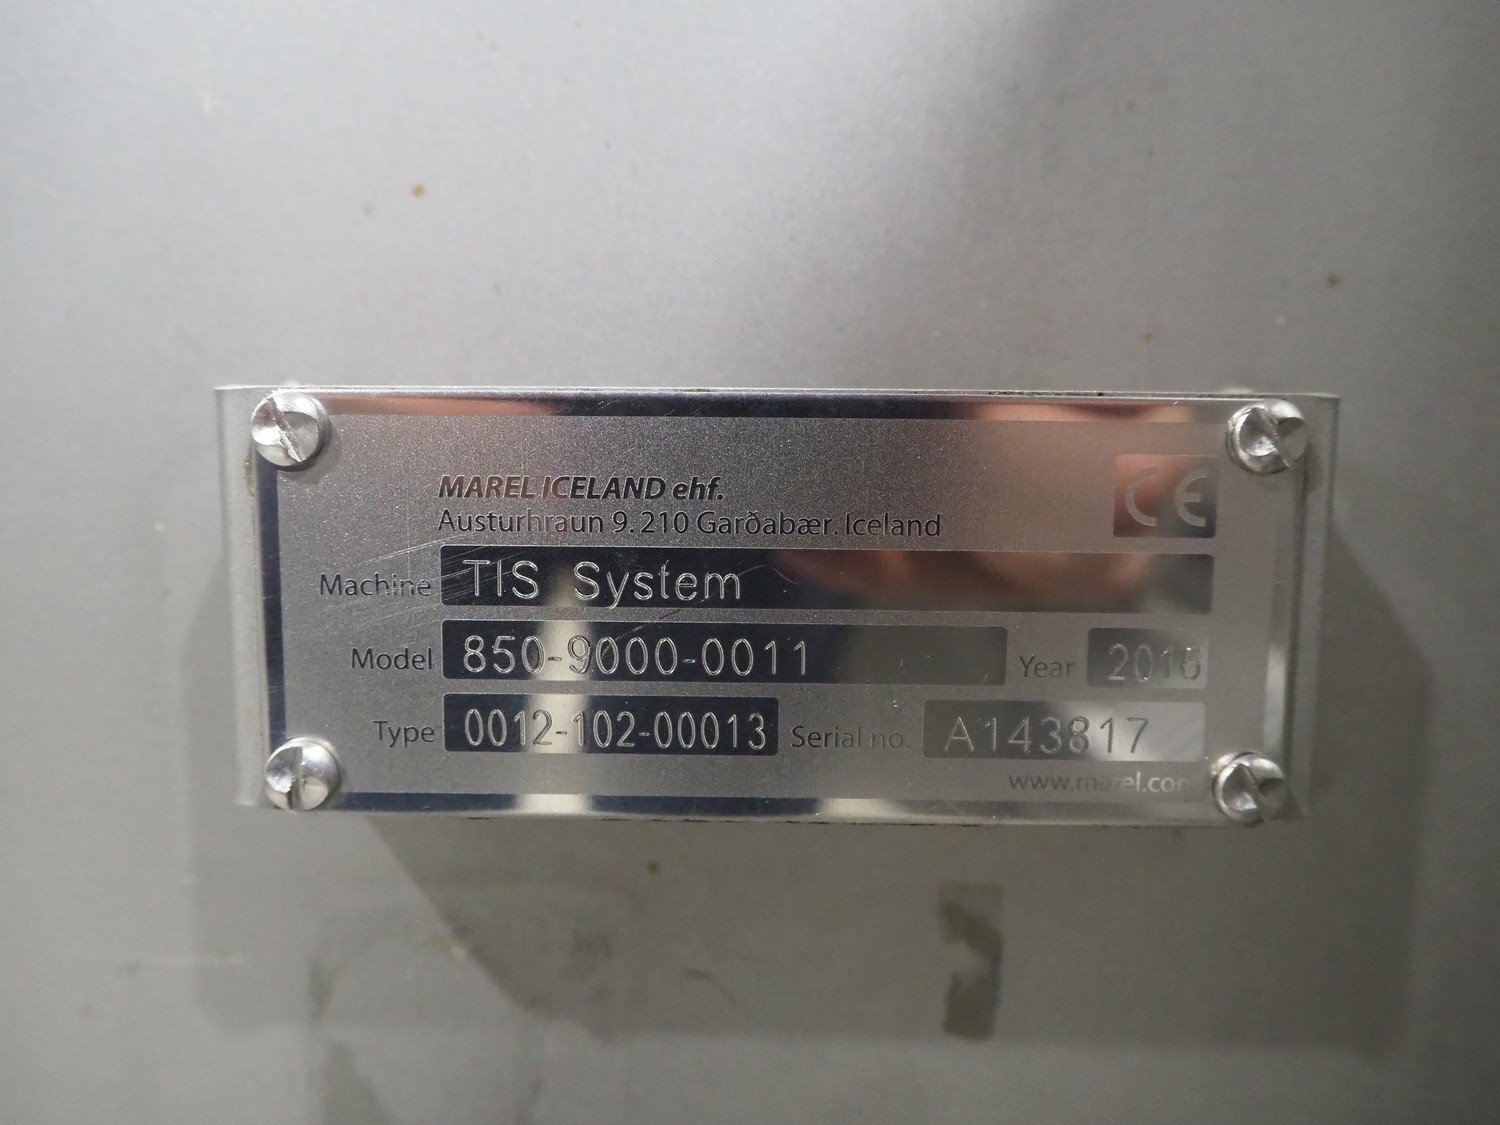 MAREL ICELAND ehf.
Austurhraun 9. 210 Garðabær. Iceland
CE
Machine TIS System
Model 850-9000-0011 Year 2016
Type 0012-102-00013 Serial no. A143817
www.marel.com